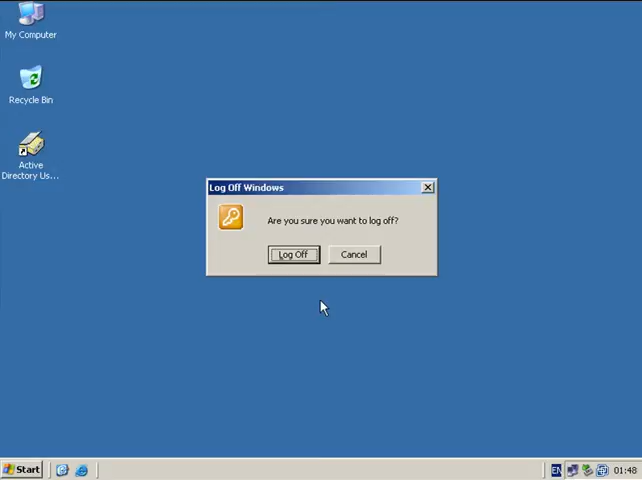 My Computer
Recycle Bin
Active
Directory Us...
Log Off Windows
Are you sure you want to log off?
Log Off
Cancel
Start
EN
01:48